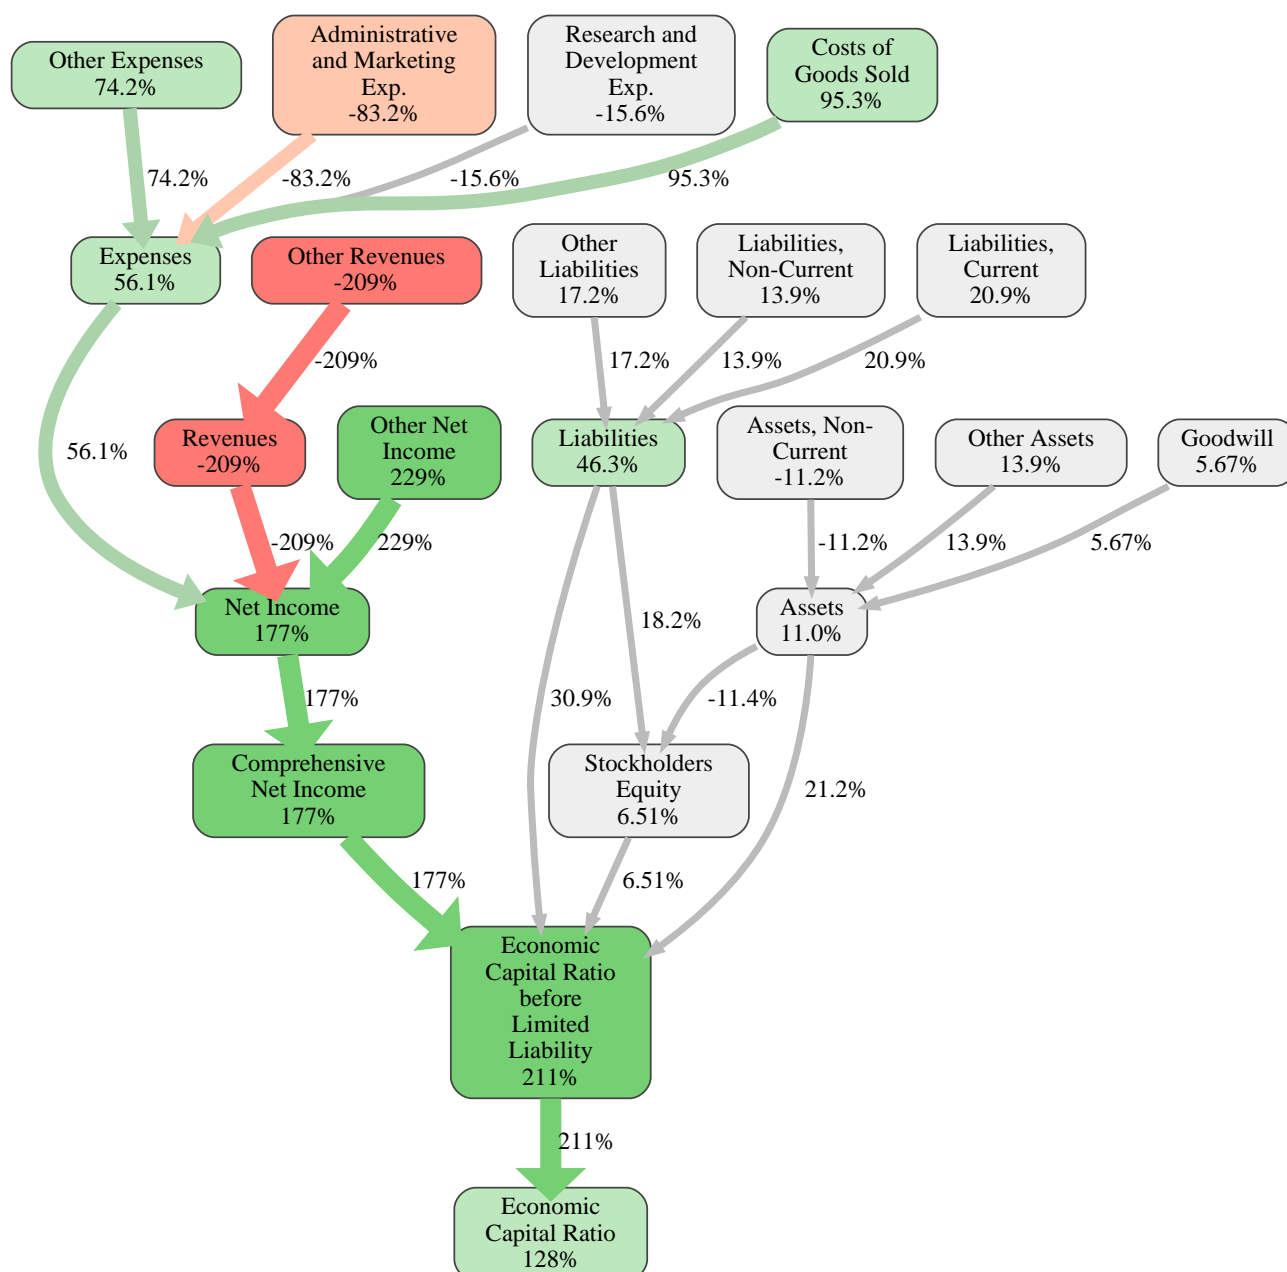 Other Expenses
74.2%
Administrative
and Marketing
Exp.
-83.2%
Research and
Development
Exp.
-15.6%
Costs of
Goods Sold
95.3%
74.2%
-83.2%
-15.6%
95.3%
Expenses
56.1%
Other Revenues
-209%
Other
Liabilities
17.2%
Liabilities,
Non-Current
13.9%
Liabilities,
Current
20.9%
-209%
17.2%
13.9%
20.9%
56.1%
Revenues
-209%
Other Net
Income
229%
Liabilities
46.3%
Assets, Non-
Current
-11.2%
Other Assets
13.9%
Goodwill
5.67%
-209%
229%
-11.2%
13.9%
5.67%
Net Income
177%
18.2%
Assets
11.0%
177%
30.9%
-11.4%
21.2%
Comprehensive
Net Income
177%
Stockholders
Equity
6.51%
177%
6.51%
Economic
Capital Ratio
before
Limited
Liability
211%
211%
Economic
Capital Ratio
128%